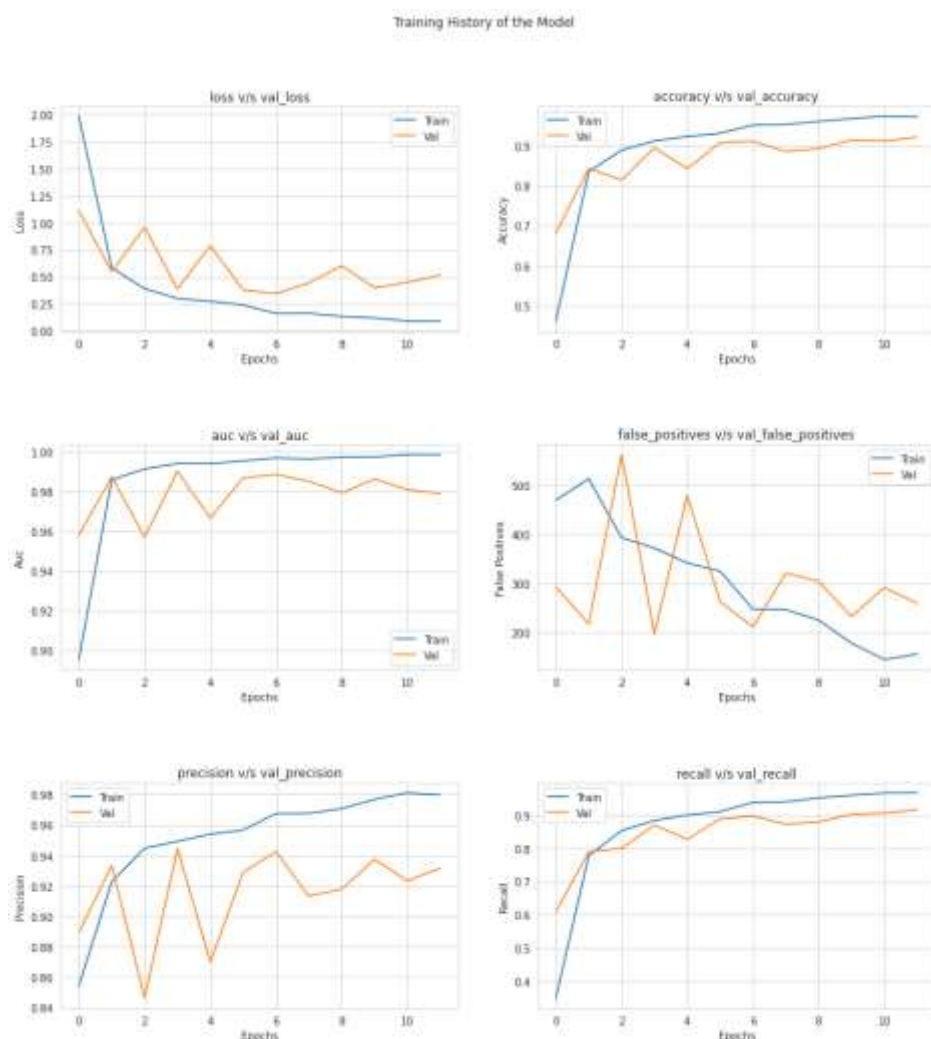 Training History of the Model
loss v/s val_loss
2.00
1.75
1.50
1.25
1.00
0.75
0.50
0.25
0.00
Loss
Train
Val
0 2 4 6 8 10
Epochs
accuracy v/s val_accuracy
0.9
0.8
0.7
0.6
0.5
Accuracy
Train
Val
0 2 4 6 8 10
Epochs
auc v/s val_auc
1.00
0.98
0.96
0.94
0.92
0.90
Auc
Train
Val
0 2 4 6 8 10
Epochs
false_positives v/s val_false_positives
500
400
300
200
False Positives
Train
Val
0 2 4 6 8 10
Epochs
precision v/s val_precision
0.98
0.96
0.94
0.92
0.90
0.88
0.86
0.84
Precision
Train
Val
0 2 4 6 8 10
Epochs
recall v/s val_recall
0.9
0.8
0.7
0.6
0.5
0.4
Recall
Train
Val
0 2 4 6 8 10
Epochs